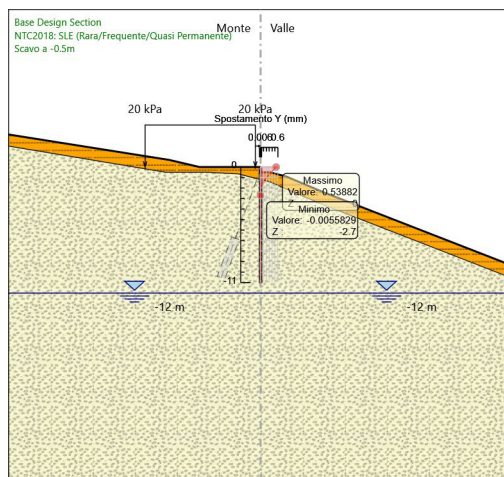 Base Design Section
NTC2018: SLE (Rara/Frequente/Quasi Permanente)
Scavo a -0.5m
Monte
Valle
20 kPa
20 kPa
Spostamento Y (mm)
0.6
0
Massimo
Valore: 0.53882
Z 0
Minimo
Valore: -0.0055829
Z -2.7
-11
-12 m
-12 m